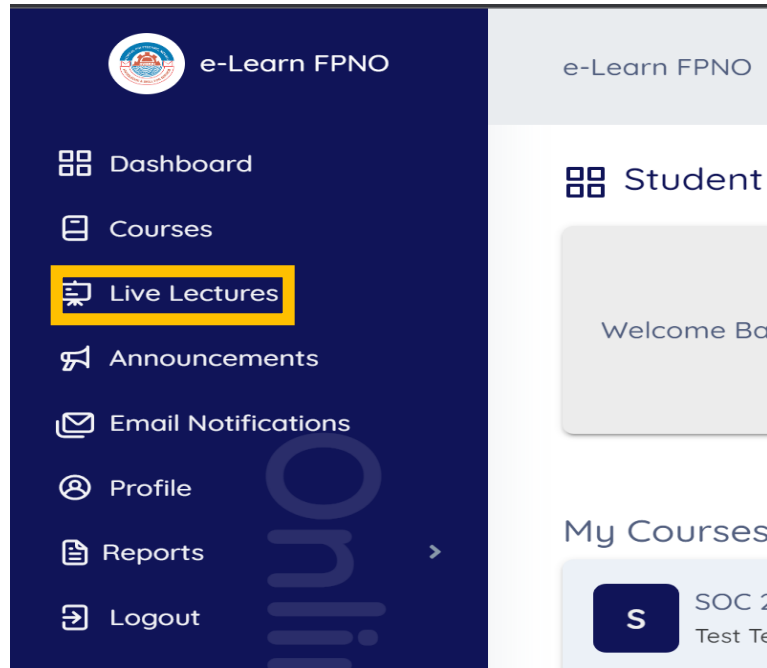 e-Learn FPNO
Dashboard
Courses
Live Lectures
Announcements
Email Notifications
Profile
Reports
Logout
Onli
e-Learn FPNO
Student
Welcome Ba
My Courses
S
SOC 2
Test Te